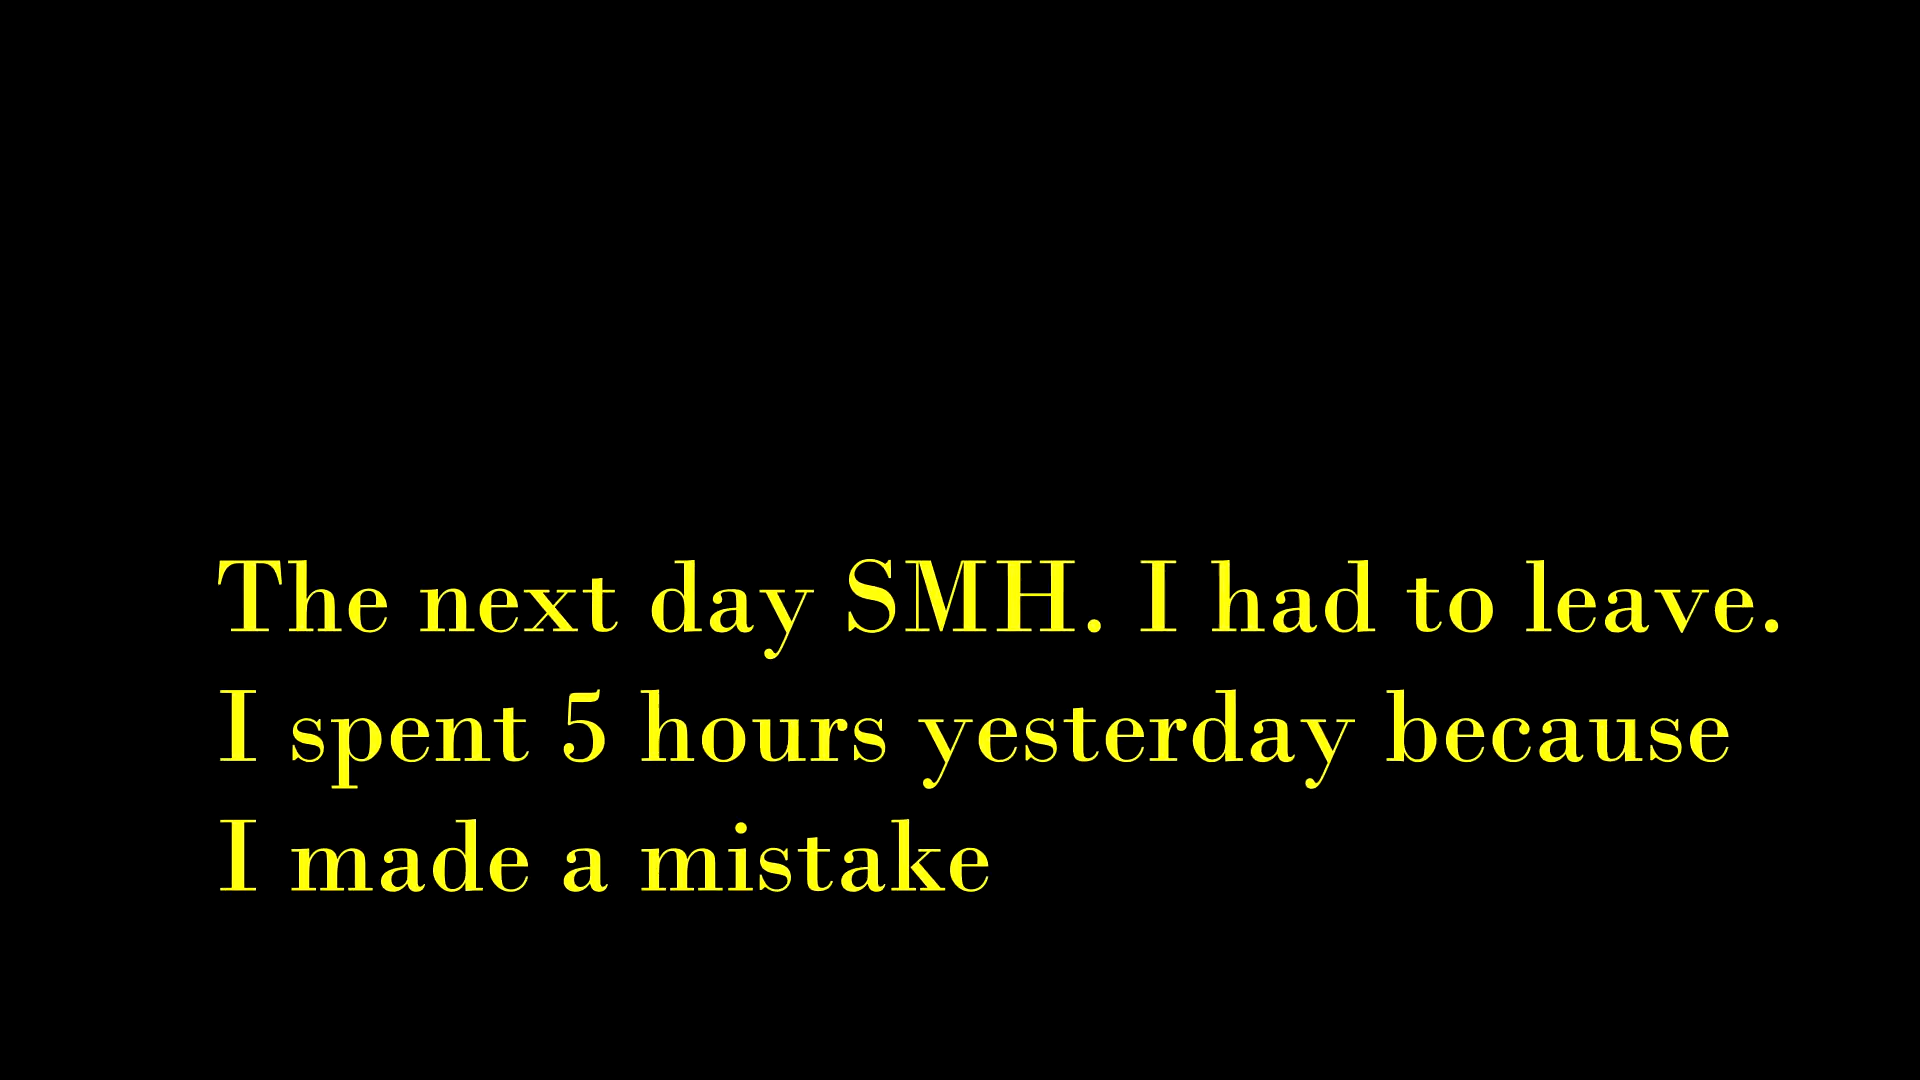 The next day SMH. I had to leave.
I spent 5 hours yesterday because
I made a mistake